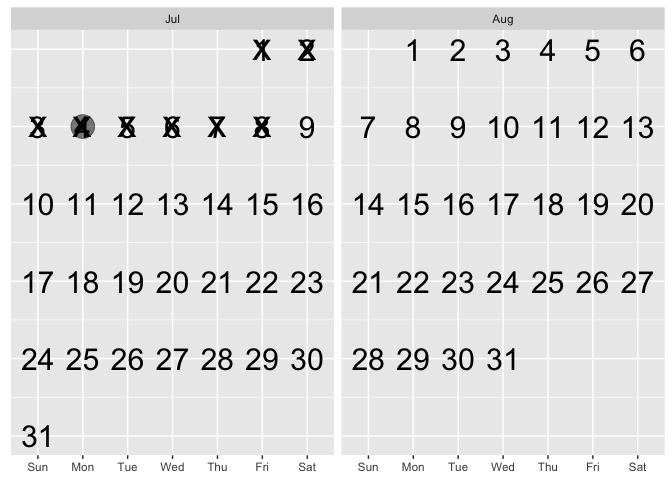 Jul
1 2
3 4 5 6 7 8 9
10 11 12 13 14 15 16
17 18 19 20 21 22 23
24 25 26 27 28 29 30
31
Sun Mon Tue Wed Thu Fri Sat
Aug
1 2 3 4 5 6
7 8 9 10 11 12 13
14 15 16 17 18 19 20
21 22 23 24 25 26 27
28 29 30 31
Sun Mon Tue Wed Thu Fri Sat